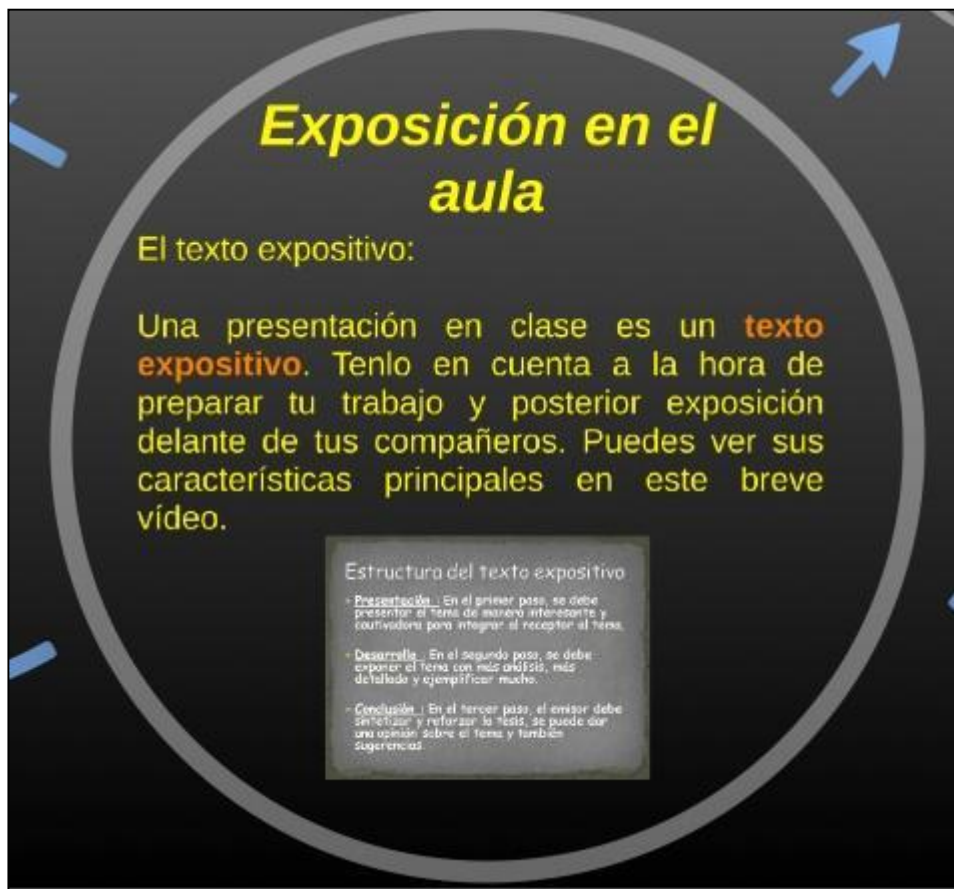 Exposición en el
aula
El texto expositivo:
Una presentación en clase es un texto
expositivo. Tenlo en cuenta a la hora de
preparar tu trabajo y posterior exposición
delante de tus compañeros. Puedes ver sus
características principales en este breve
vídeo.
Estructura del texto expositivo
Presentación : En el primer paso, se debe
presentar el tema de manera interesante y
cautivadora para integrar al receptor al tema.
Desarrollo : En el segundo paso, se debe
exponer el tema con más análisis, más
detallado y ejemplificar mucho.
Conclusión : En el tercer paso, el emisor debe
sintetizar y reforzar la tesis, se puede dar
una opinión sobre el tema y también
sugerencias